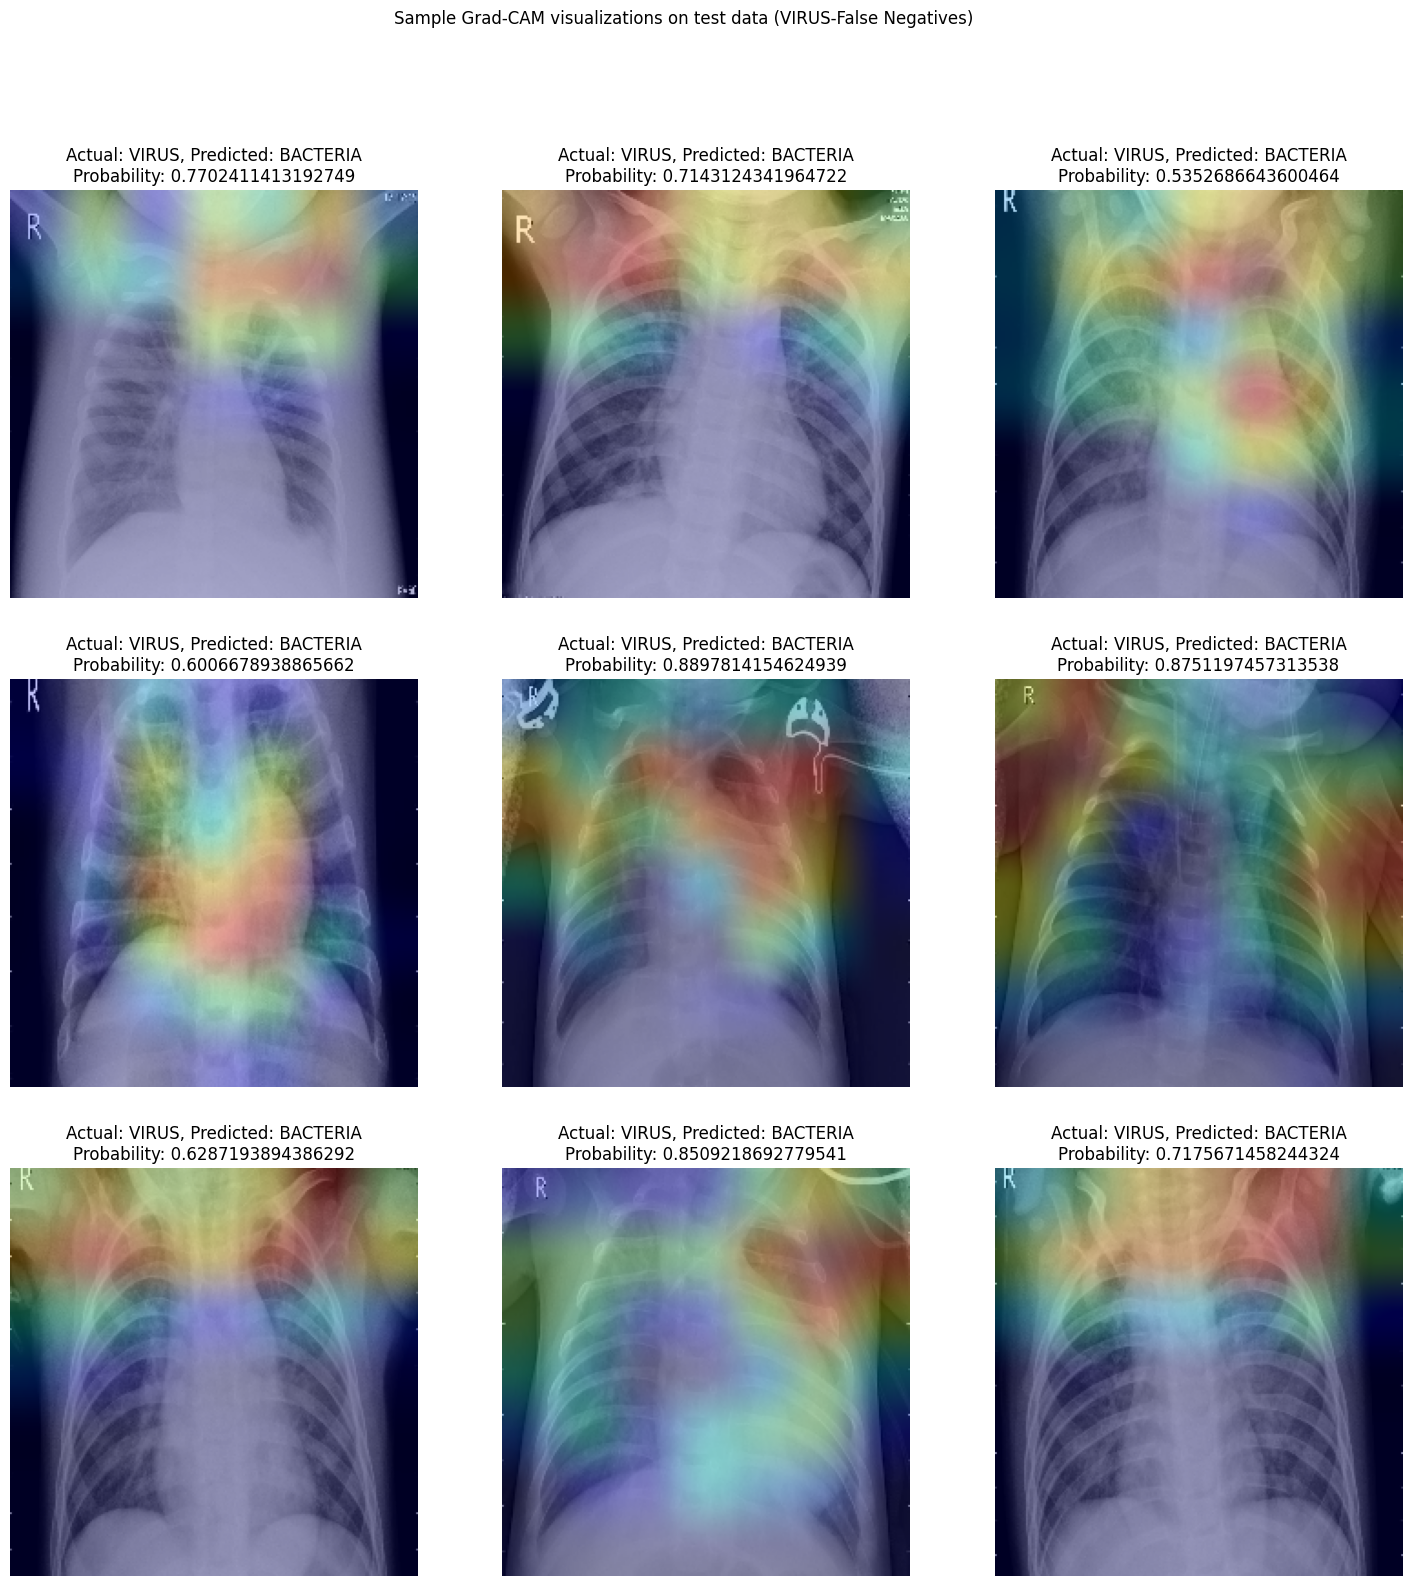 Sample Grad-CAM visualizations on test data (VIRUS-False Negatives)
Actual: VIRUS, Predicted: BACTERIA
Probability: 0.7702411413192749
Actual: VIRUS, Predicted: BACTERIA
Probability: 0.7143124341964722
Actual: VIRUS, Predicted: BACTERIA
Probability: 0.5352686643600464
R
R
R
Actual: VIRUS, Predicted: BACTERIA
Probability: 0.6006678938865662
Actual: VIRUS, Predicted: BACTERIA
Probability: 0.8897814154624939
Actual: VIRUS, Predicted: BACTERIA
Probability: 0.8751197457313538
R
R
R
Actual: VIRUS, Predicted: BACTERIA
Probability: 0.6287193894386292
Actual: VIRUS, Predicted: BACTERIA
Probability: 0.8509218692779541
Actual: VIRUS, Predicted: BACTERIA
Probability: 0.7175671458244324
R
R
R